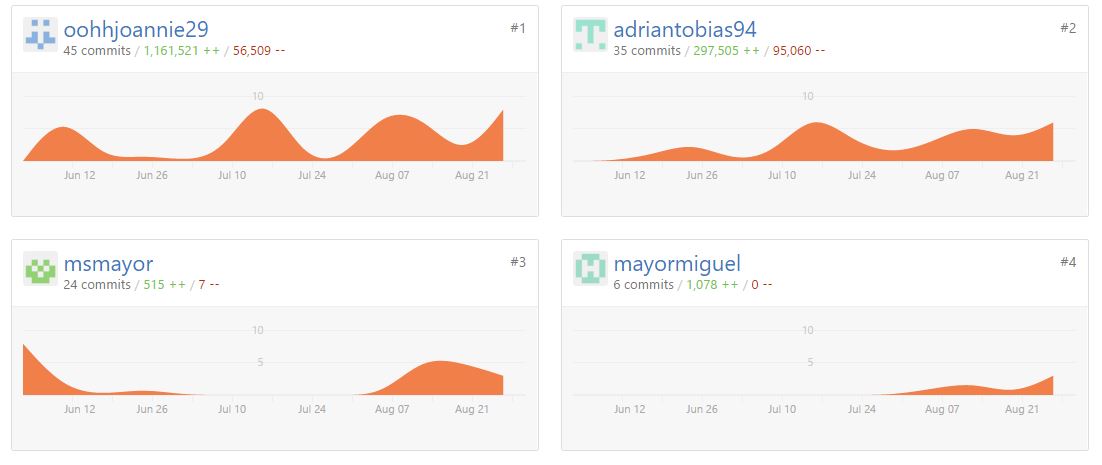 oohhjoannie29 #1
45 commits / 1,161,521 ++ / 56,509 --
10
Jun 12 Jun 26 Jul 10 Jul 24 Aug 07 Aug 21
adriantobias94 #2
35 commits / 297,505 ++ / 95,060 --
10
Jun 12 Jun 26 Jul 10 Jul 24 Aug 07 Aug 21
msmayor #3
24 commits / 515 ++ / 7 --
10
5
Jun 12 Jun 26 Jul 10 Jul 24 Aug 07 Aug 21
mayormiguel #4
6 commits / 1,078 ++ / 0 --
10
5
Jun 12 Jun 26 Jul 10 Jul 24 Aug 07 Aug 21